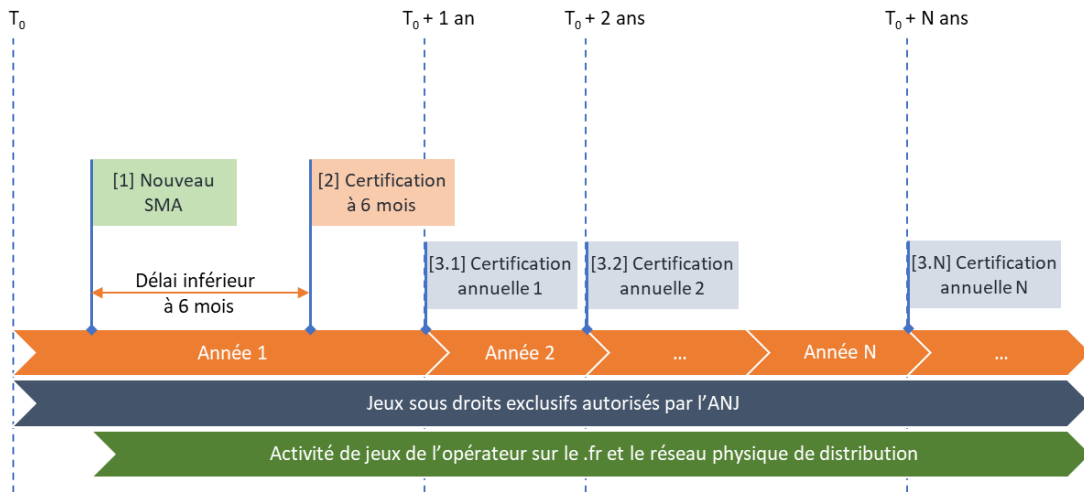 T0
T0 + 1 an
T0 + 2 ans
T0 + N ans
[1] Nouveau
SMA
[2] Certification
à 6 mois
[3.1] Certification
annuelle 1
[3.2] Certification
annuelle 2
[3.N] Certification
annuelle N
Délai inférieur
à 6 mois
Année 1
Année 2
...
Année N
...
Jeux sous droits exclusifs autorisés par l'ANJ
Activité de jeux de l'opérateur sur le .fr et le réseau physique de distribution